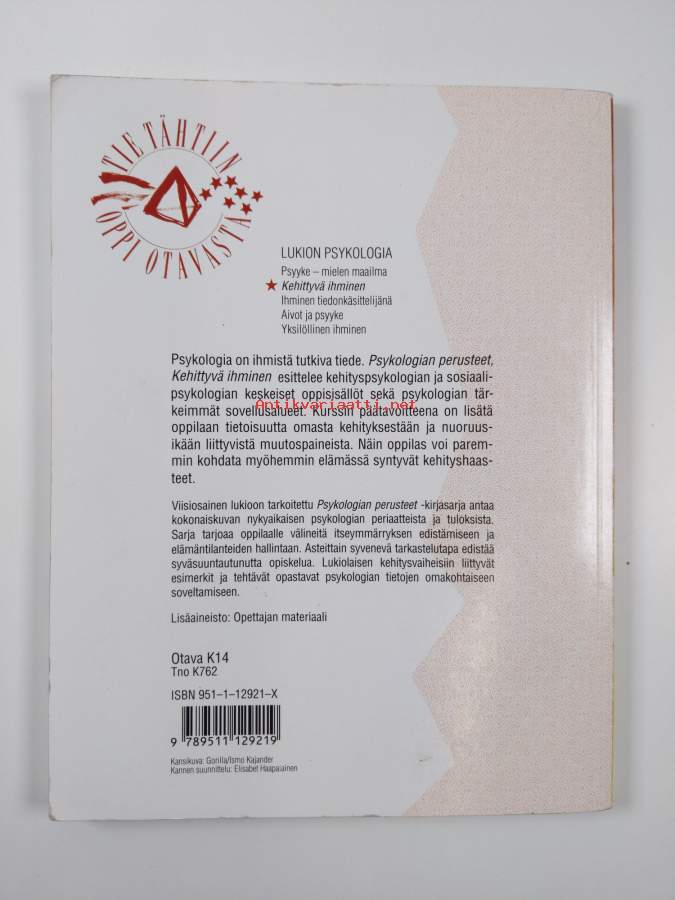 TIE TÄHTIIN
OPPI OTAVASTA
LUKION PSYKOLOGIA
Psyyke – mielen maailma
★ Kehittyvä ihminen
Ihminen tiedonkäsittelijänä
Aivot ja psyyke
Yksilöllinen ihminen
Psykologia on ihmistä tutkiva tiede. Psykologian perusteet,
Kehittyvä ihminen esittelee kehityspsykologian ja sosiaali-
psykologian keskeiset oppisisällöt sekä psykologian tär-
Antikvariaatti.net
keimmät sovellusalueet. Kurssin päätavoitteena on lisätä
oppilaan tietoisuutta omasta kehityksestään ja nuoruus-
ikään liittyvistä muutospaineista. Näin oppilas voi parem-
min kohdata myöhemmin elämässä syntyvät kehityshaas-
teet.
Viisiosainen lukioon tarkoitettu Psykologian perusteet -kirjasarja antaa
kokonaiskuvan nykyaikaisen psykologian periaatteista ja tuloksista.
Sarja tarjoaa oppilaalle välineitä itseymmärryksen edistämiseen ja
elämäntilanteiden hallintaan. Asteittain syvenevä tarkastelutapa edistää
syväsuuntautunutta opiskelua. Lukiolaisen kehitysvaiheisiin liittyvät
esimerkit ja tehtävät opastavat psykologian tietojen omakohtaiseen
soveltamiseen.
Lisäaineisto: Opettajan materiaali
Otava K14
Tno K762
ISBN 951–1–12921–X
9 789511 129219
Kansikuva: Gorilla/Ismo Kajander
Kannen suunnittelu: Elisabet Haapalainen